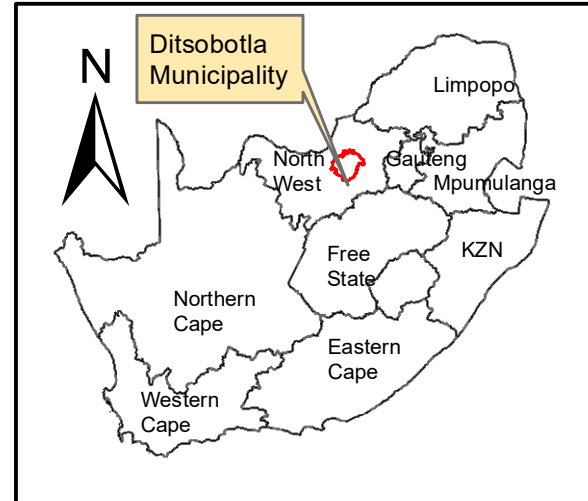 Ditsobotla
Municipality
N
Limpopo
North
West
Gauteng
Mpumulanga
KZN
Free
State
Northern
Cape
Eastern
Cape
Western
Cape